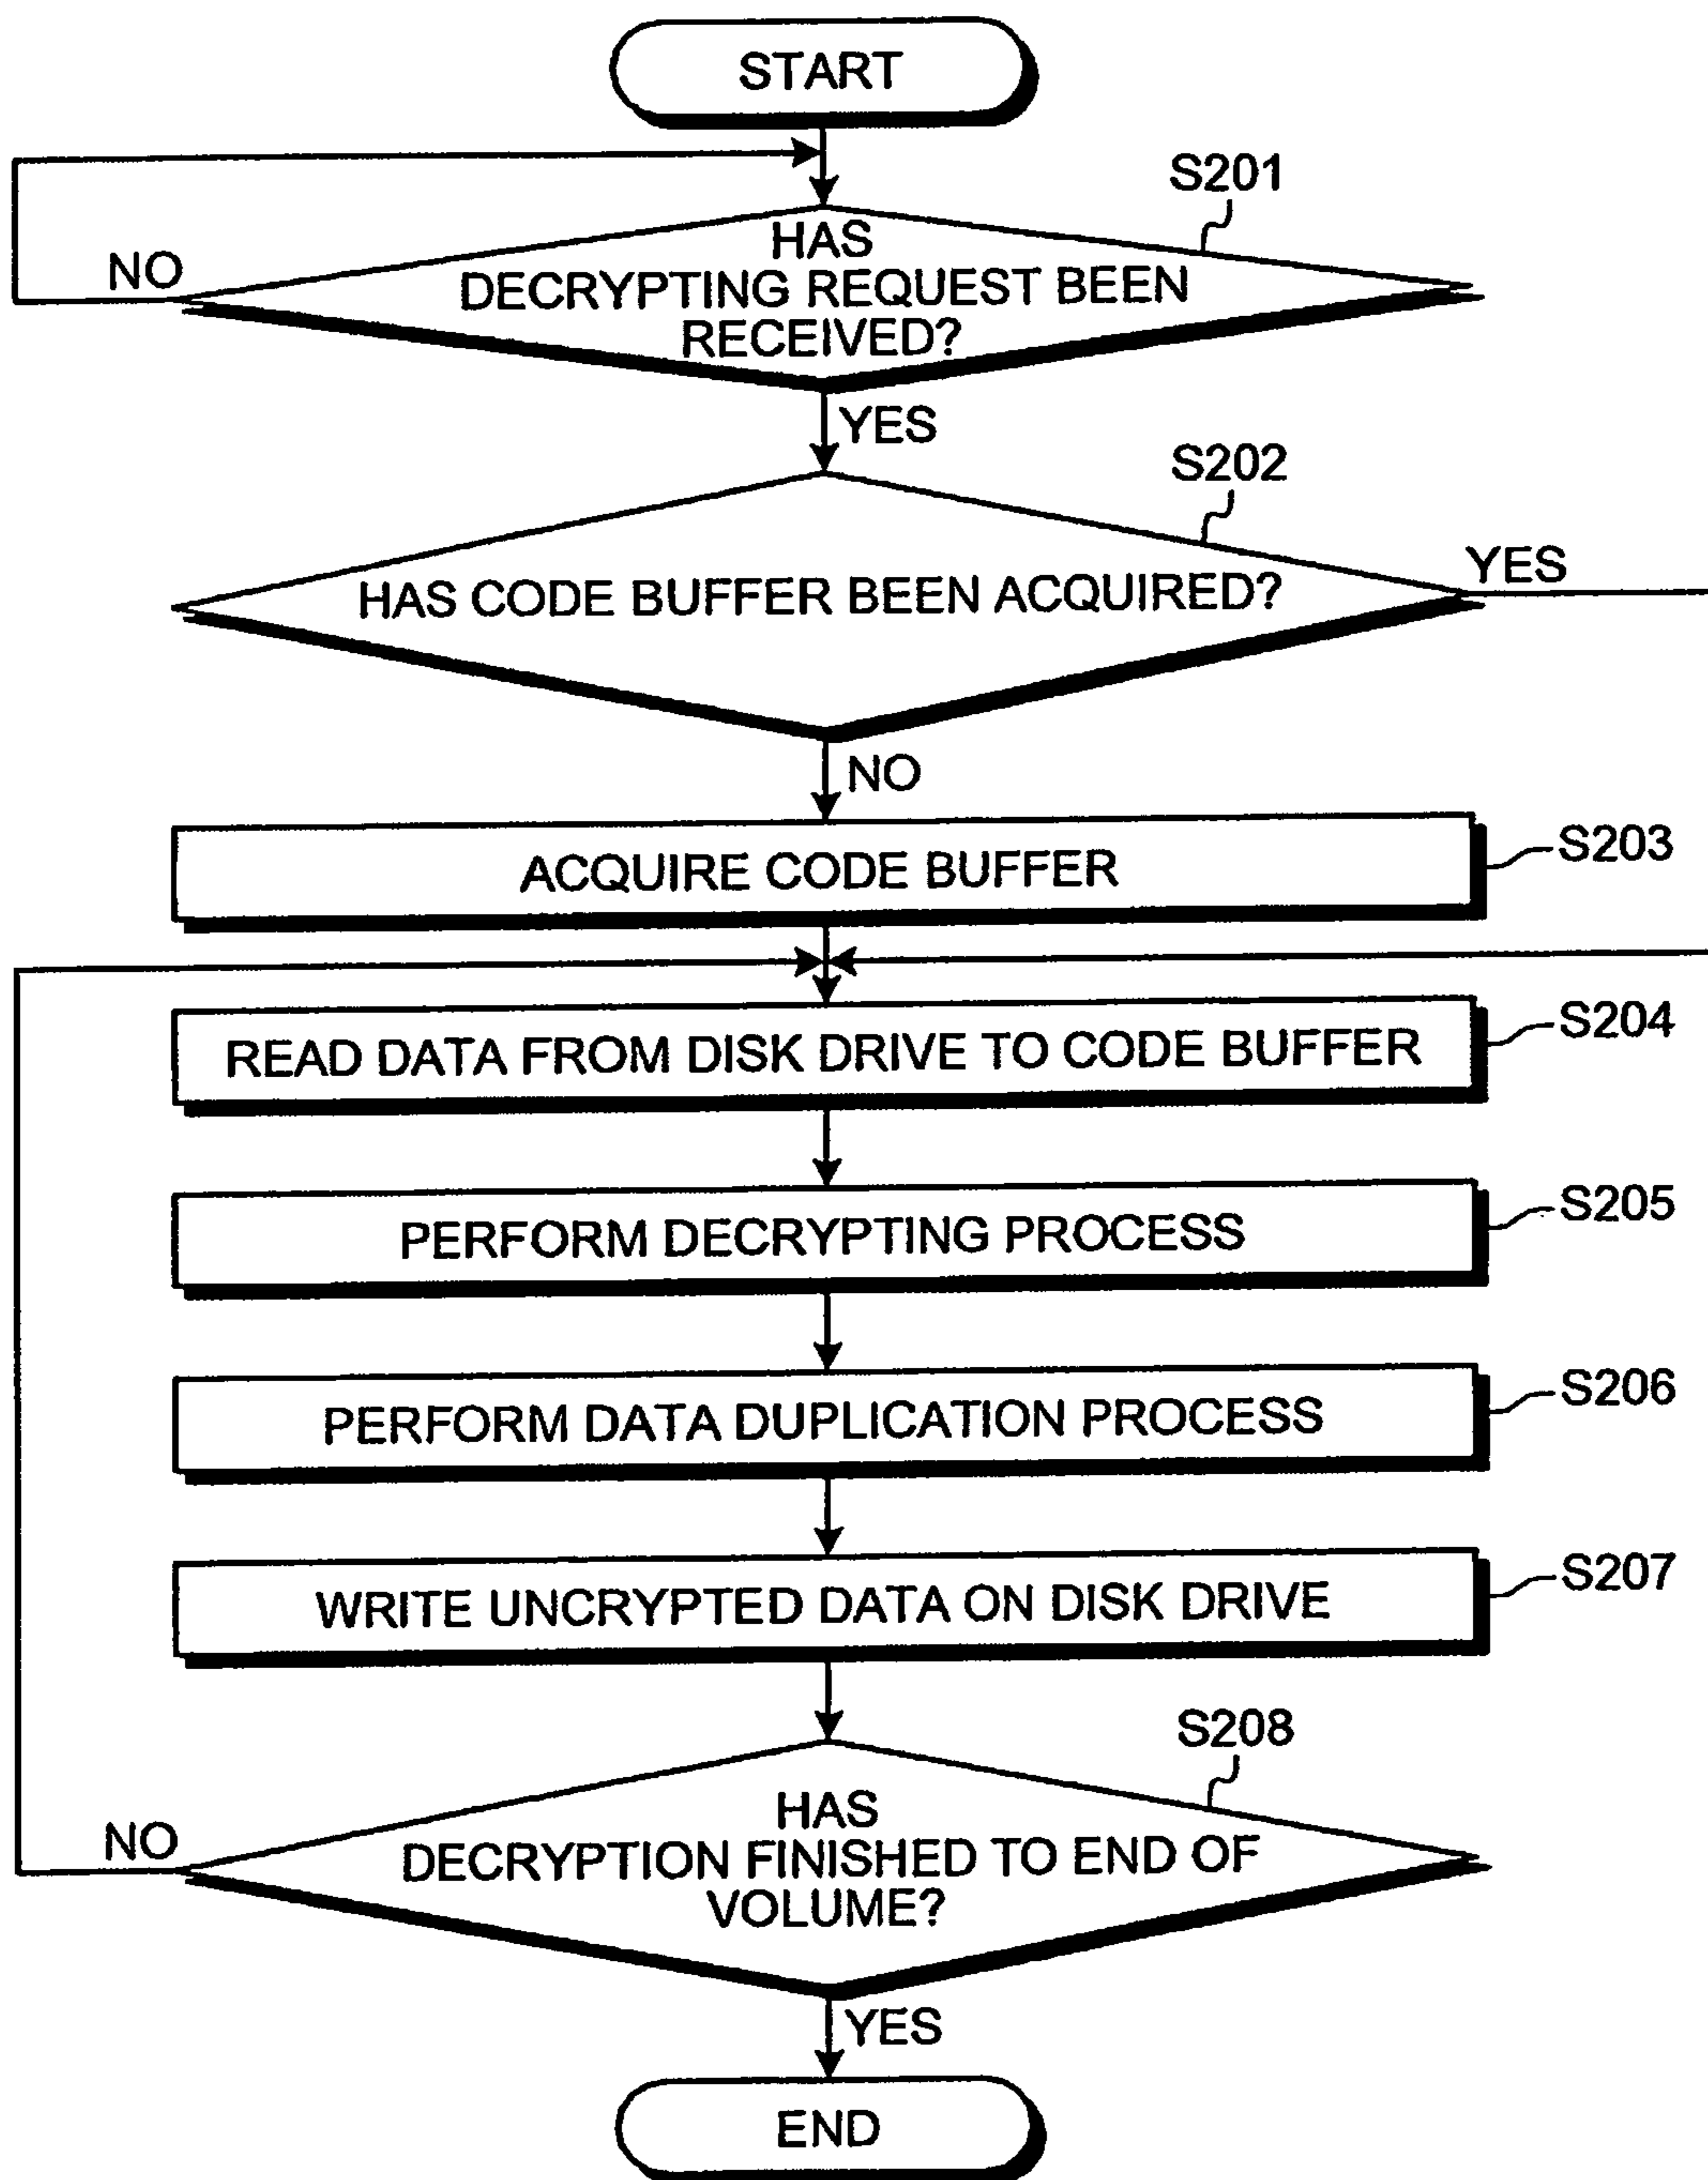 START
S201
NO
HAS
DECRYPTING REQUEST BEEN
RECEIVED?
YES
S202
YES
HAS CODE BUFFER BEEN ACQUIRED?
NO
ACQUIRE CODE BUFFER
S203
READ DATA FROM DISK DRIVE TO CODE BUFFER
S204
PERFORM DECRYPTING PROCESS
S205
PERFORM DATA DUPLICATION PROCESS
S206
WRITE UNCRYPTED DATA ON DISK DRIVE
S207
S208
NO
HAS
DECRYPTION FINISHED TO END OF
VOLUME?
YES
END